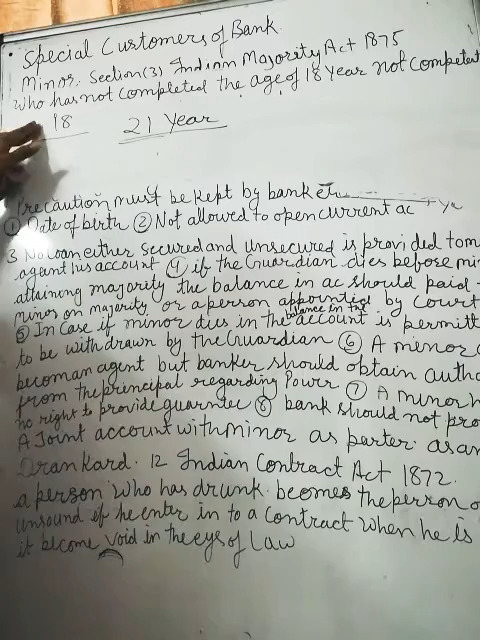 • Special Customers of Bank
Minor. Section(3) Indian Majority Act 1875
Who has not completed the age of 18 Year not Competent
18 21 Year
Precaution must be kept by banker
① Date of birth ② Not allowed to open current ac
3 No loan either secured and unsecured is provided to
against his account ④ if the Guardian dies before
attaining majority the balance in ac should paid
minor on majority or a person appointed by court
⑤ In Case if minor dies in the balance in the account is permitt
to be withdrawn by the Guardian ⑥ A menor
becoman agent but banker should obtain
from the principal regarding Power ⑦ A minor
no right to provide guarntee ⑧ bank should not
A Joint account with minor as parter. as an
Drankard. 12 Indian Contract Act 1872.
a person who has drunk. becomes the person
unsound if he enter in to a contract when he is
it become void in the eyes of Law